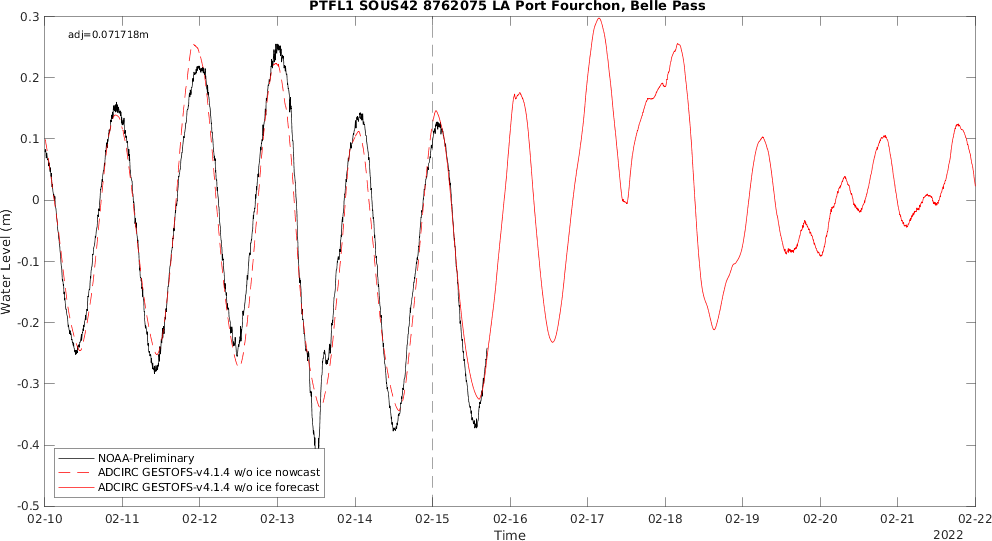 PTFL1 SOUS42 8762075 LA Port Fourchon, Belle Pass
adj=0.071718m
0.3
0.2
0.1
0
-0.1
-0.2
-0.3
-0.4
-0.5
Water Level (m)
NOAA-Preliminary
ADCIRC GESTOFS-v4.1.4 w/o ice nowcast
ADCIRC GESTOFS-v4.1.4 w/o ice forecast
02-10 02-11 02-12 02-13 02-14 02-15 02-16 02-17 02-18 02-19 02-20 02-21 02-22
Time
2022